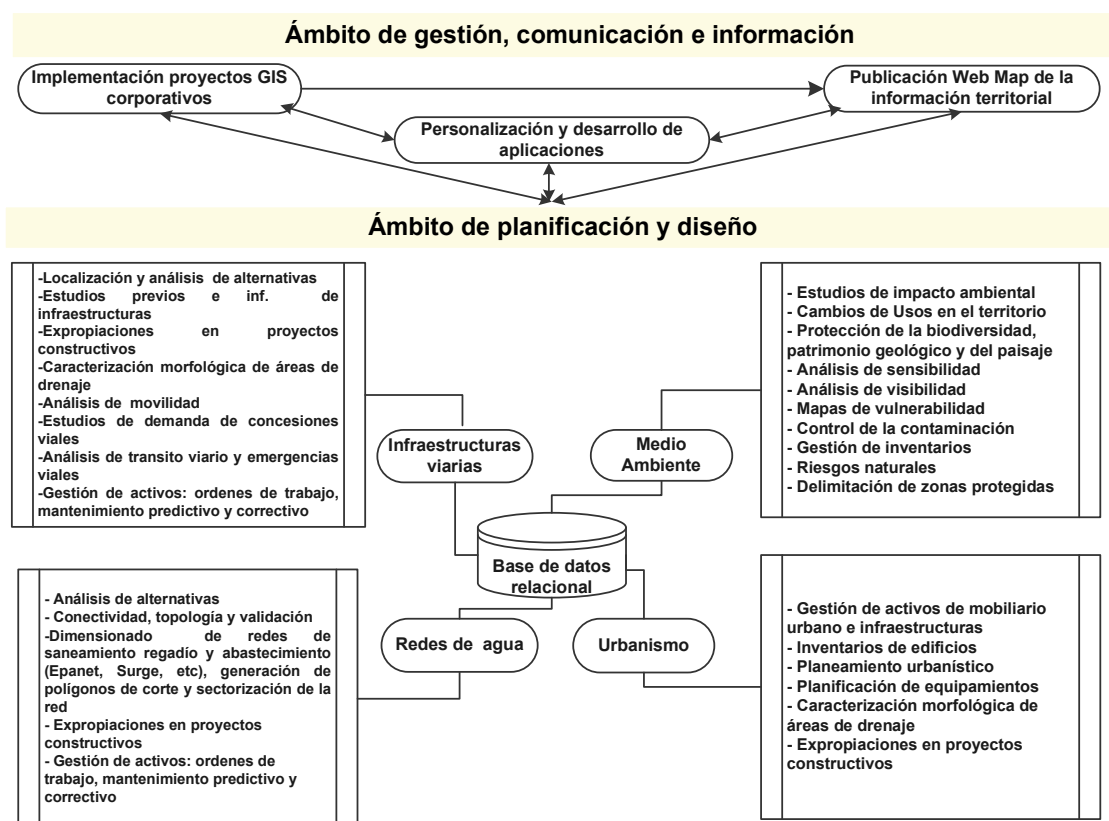 Ámbito de gestión, comunicación e información
Implementación proyectos GIS
corporativos
Publicación Web Map de la
información territorial
Personalización y desarrollo de
aplicaciones
Ámbito de planificación y diseño
-Localización y análisis de alternativas
-Estudios previos e inf. de
infraestructuras
-Expropiaciones en proyectos
constructivos
-Caracterización morfológica de áreas de
drenaje
-Análisis de movilidad
-Estudios de demanda de concesiones
viales
-Análisis de transito viario y emergencias
viales
-Gestión de activos: ordenes de trabajo,
mantenimiento predictivo y correctivo
Infraestructuras
viarias
Medio
Ambiente
- Estudios de impacto ambiental
- Cambios de Usos en el territorio
- Protección de la biodiversidad,
patrimonio geológico y del paisaje
- Análisis de sensibilidad
- Análisis de visibilidad
- Mapas de vulnerabilidad
- Control de la contaminación
- Gestión de inventarios
- Riesgos naturales
- Delimitación de zonas protegidas
Base de datos
relacional
- Análisis de alternativas
- Conectividad, topología y validación
-Dimensionado de redes de
saneamiento regadío y abastecimiento
(Epanet, Surge, etc), generación de
polígonos de corte y sectorización de la
red
- Expropiaciones en proyectos
constructivos
- Gestión de activos: ordenes de
trabajo, mantenimiento predictivo y
correctivo
Redes de agua
Urbanismo
- Gestión de activos de mobiliario
urbano e infraestructuras
- Inventarios de edificios
- Planeamiento urbanístico
- Planificación de equipamientos
- Caracterización morfológica de
áreas de drenaje
- Expropiaciones en proyectos
constructivos